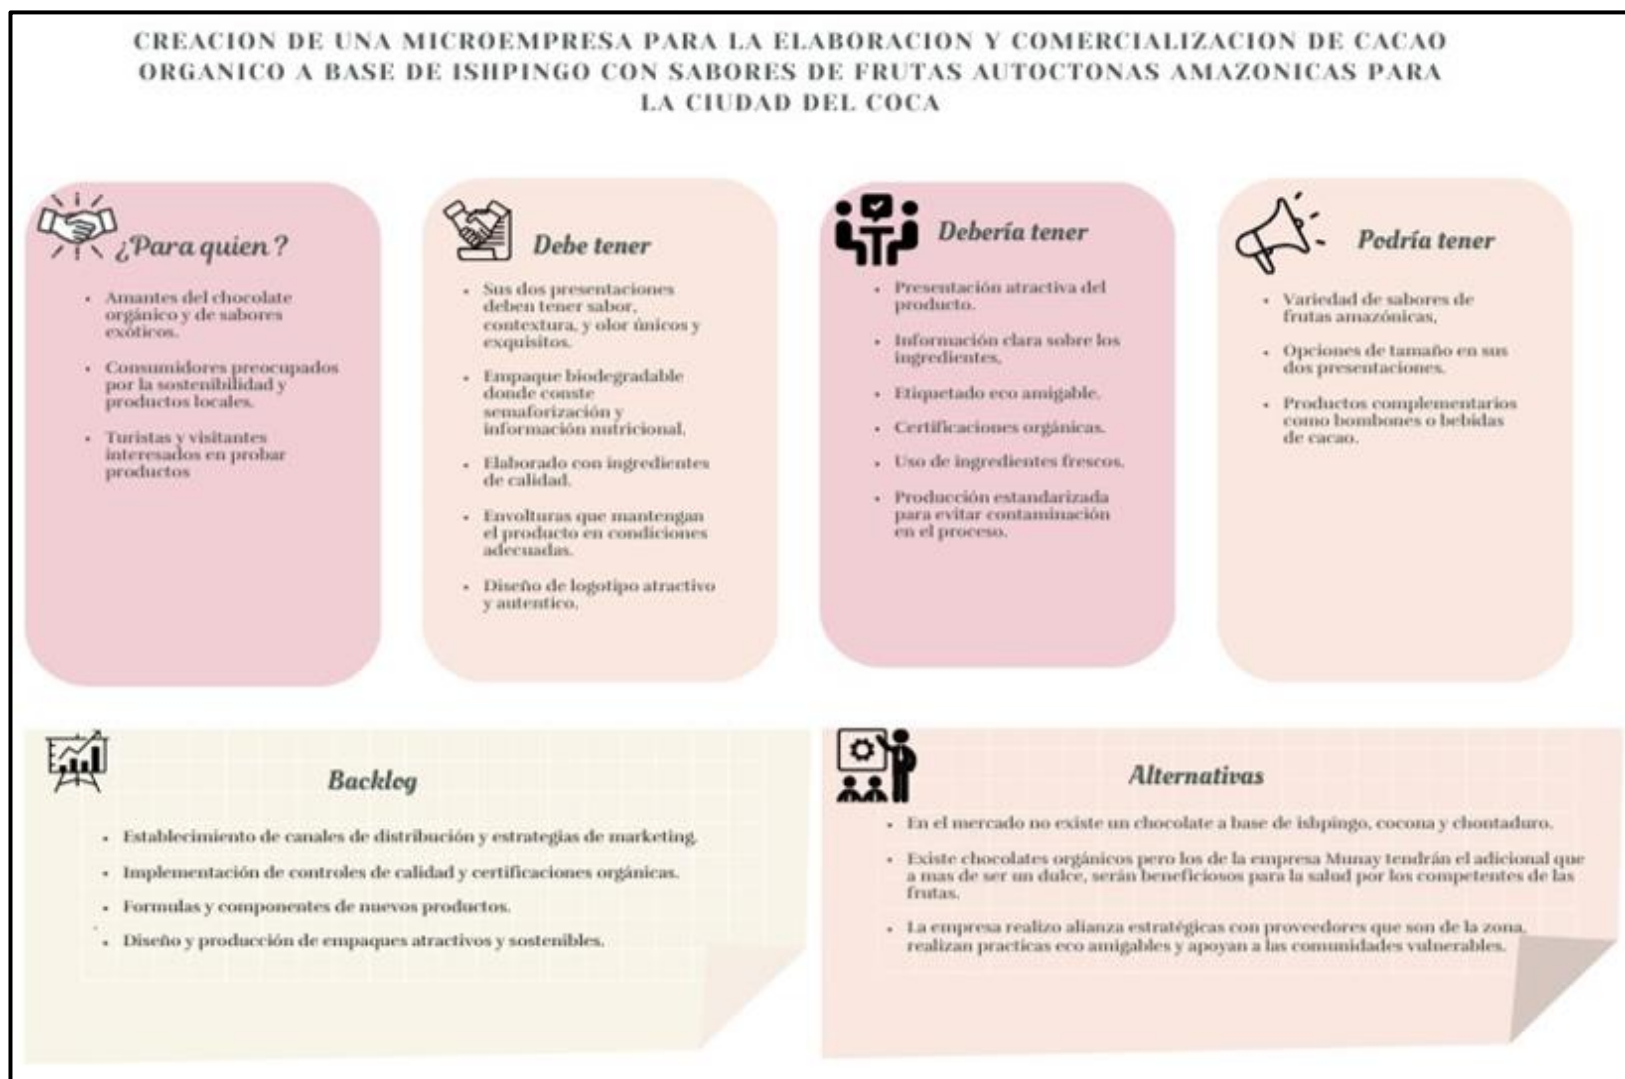 CREACION DE UNA MICROEMPRESA PARA LA ELABORACION Y COMERCIALIZACION DE CACAO
ORGANICO A BASE DE ISHPINGO CON SABORES DE FRUTAS AUTOCTONAS AMAZONICAS PARA
LA CIUDAD DEL COCA
¿Para quien ?
• Amantes del chocolate
orgánico y de sabores
exóticos.
• Consumidores preocupados
por la sostenibilidad y
productos locales.
• Turistas y visitantes
interesados en probar
productos
Debe tener
• Sus dos presentaciones
deben tener sabor,
contextura, y olor únicos y
exquisitos.
• Empaque biodegradable
donde conste
semaforización y
información nutricional.
• Elaborado con ingredientes
de calidad.
• Envolturas que mantengan
el producto en condiciones
adecuadas.
• Diseño de logotipo atractivo
y autentico.
Debería tener
• Presentación atractiva del
producto.
• Información clara sobre los
ingredientes.
• Etiquetado eco amigable.
• Certificaciones orgánicas.
• Uso de ingredientes frescos.
• Producción estandarizada
para evitar contaminación
en el proceso.
Podría tener
• Variedad de sabores de
frutas amazónicas.
• Opciones de tamaño en sus
dos presentaciones.
• Productos complementarios
como bombones o bebidas
de cacao.
Backlog
• Establecimiento de canales de distribución y estrategias de marketing.
• Implementación de controles de calidad y certificaciones orgánicas.
• Formulas y componentes de nuevos productos.
• Diseño y producción de empaques atractivos y sostenibles.
Alternativas
• En el mercado no existe un chocolate a base de ishpingo, cocona y chontaduro.
• Existe chocolates orgánicos pero los de la empresa Munay tendrán el adicional que
a mas de ser un dulce, serán beneficiosos para la salud por los competentes de las
frutas.
• La empresa realizo alianza estratégicas con proveedores que son de la zona,
realizan practicas eco amigables y apoyan a las comunidades vulnerables.